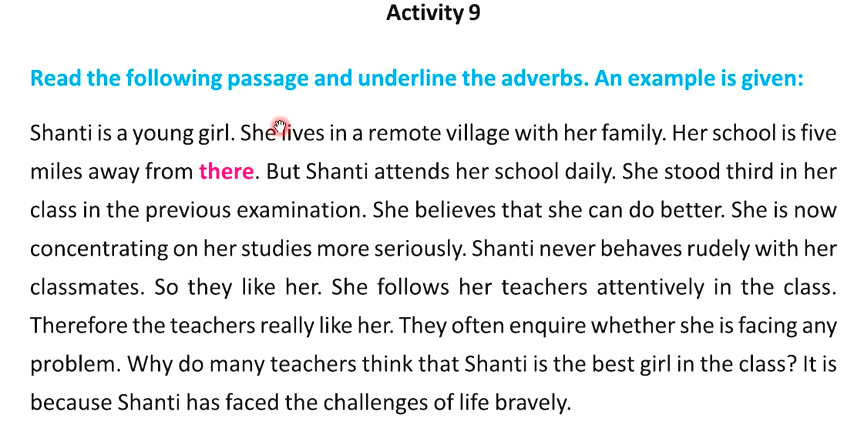 Activity 9
Read the following passage and underline the adverbs. An example is given:
Shanti is a young girl. She lives in a remote village with her family. Her school is five
miles away from there. But Shanti attends her school daily. She stood third in her
class in the previous examination. She believes that she can do better. She is now
concentrating on her studies more seriously. Shanti never behaves rudely with her
classmates. So they like her. She follows her teachers attentively in the class.
Therefore the teachers really like her. They often enquire whether she is facing any
problem. Why do many teachers think that Shanti is the best girl in the class? It is
because Shanti has faced the challenges of life bravely.